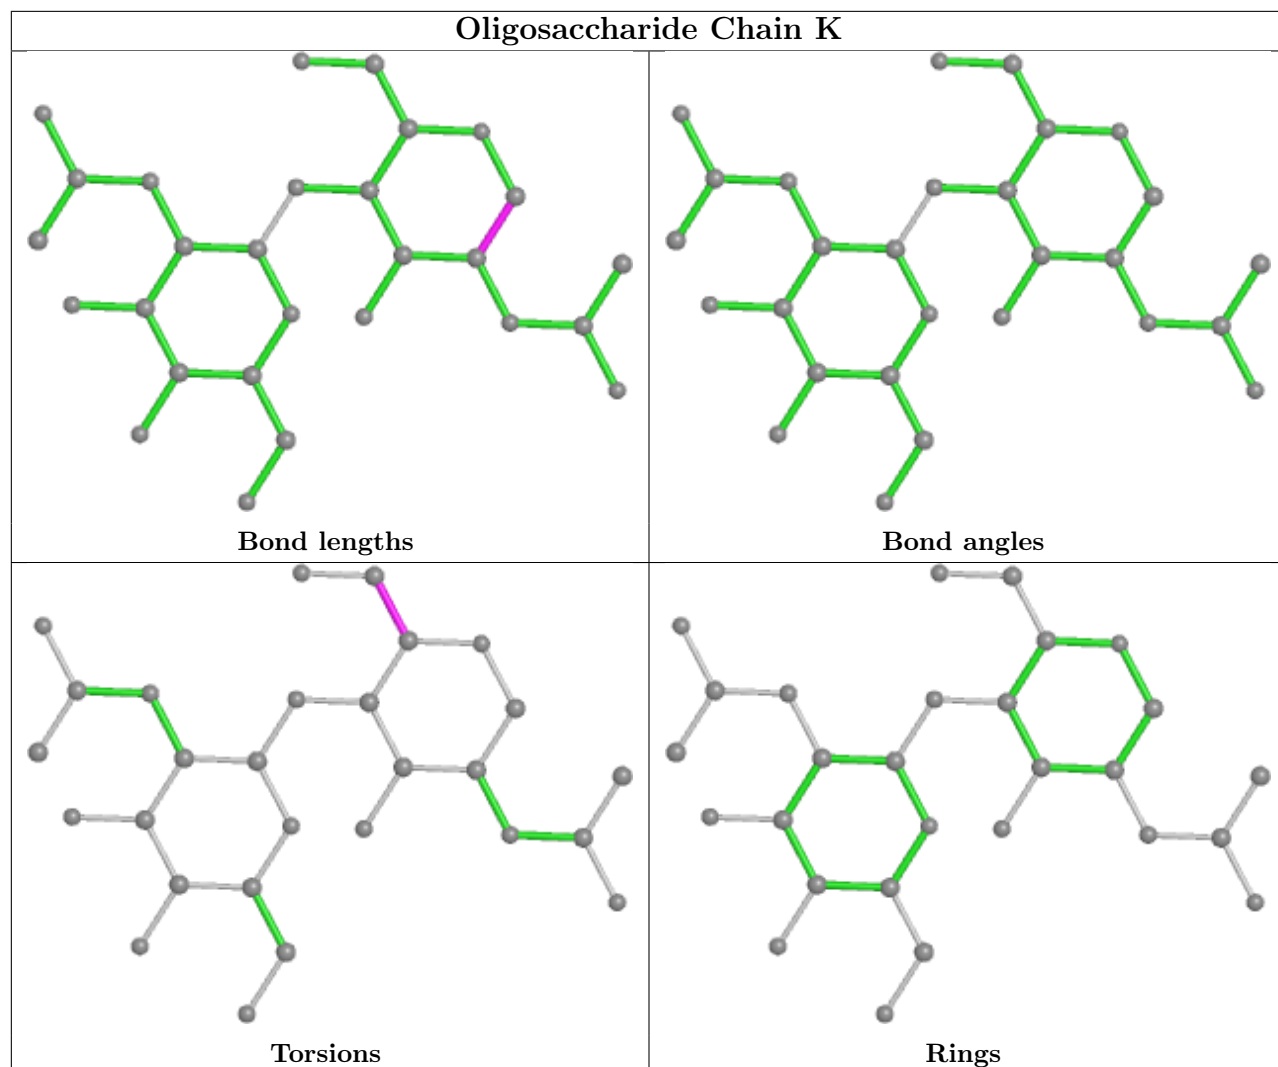 Oligosaccharide Chain K
Bond lengths
Bond angles
Torsions
Rings